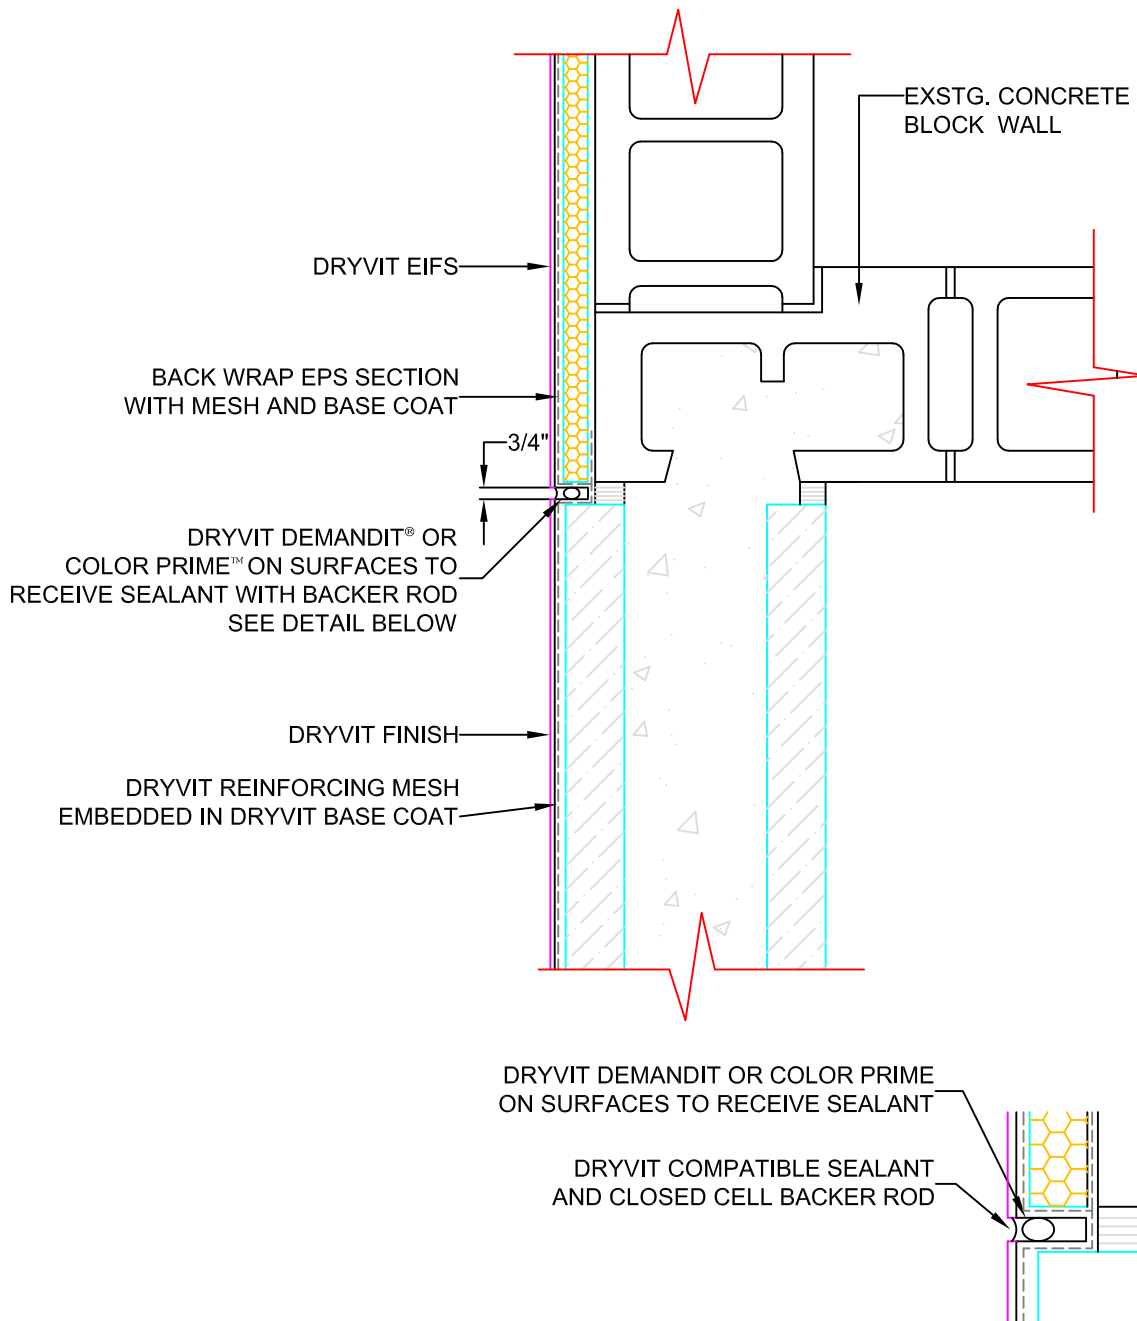 EXSTG. CONCRETE
BLOCK WALL
DRYVIT EIFS
BACK WRAP EPS SECTION
WITH MESH AND BASE COAT
3/4"
DRYVIT DEMANDIT® OR
COLOR PRIME™ ON SURFACES TO
RECEIVE SEALANT WITH BACKER ROD
SEE DETAIL BELOW
DRYVIT FINISH
DRYVIT REINFORCING MESH
EMBEDDED IN DRYVIT BASE COAT
DRYVIT DEMANDIT OR COLOR PRIME
ON SURFACES TO RECEIVE SEALANT
DRYVIT COMPATIBLE SEALANT
AND CLOSED CELL BACKER ROD